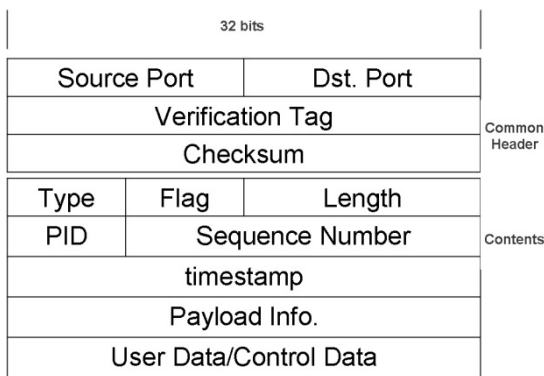 32 bits
Source Port Dst. Port
Verification Tag
Checksum
Common
Header
Type Flag Length
PID Sequence Number
Contents
timestamp
Payload Info.
User Data/Control Data